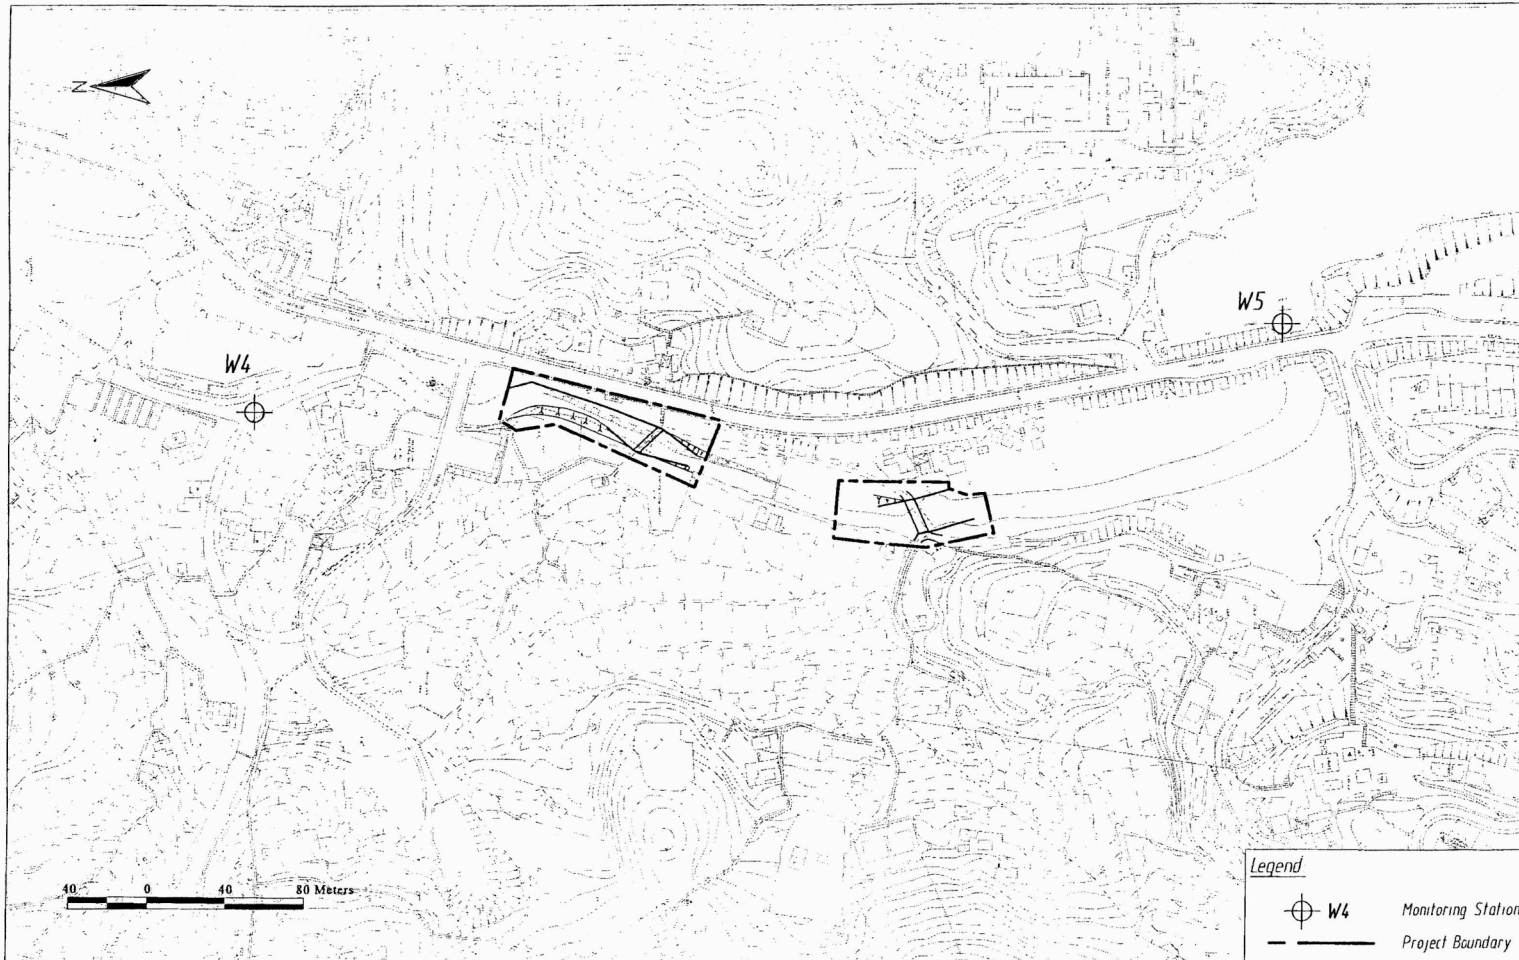 N
W5
W4
40 0 40 80 Meters
Legend
W4 Monitoring Station
Project Boundary